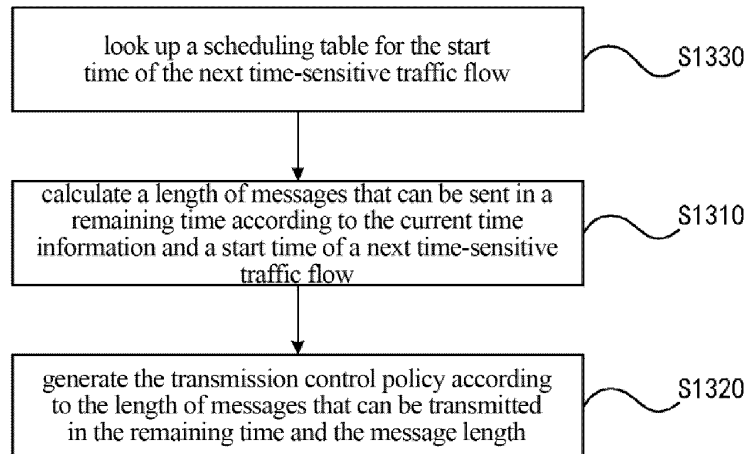 look up a scheduling table for the start
time of the next time-sensitive traffic flow
S1330
calculate a length of messages that can be sent in a
remaining time according to the current time
information and a start time of a next time-sensitive
traffic flow
S1310
generate the transmission control policy according
to the length of messages that can be transmitted
in the remaining time and the message length
S1320